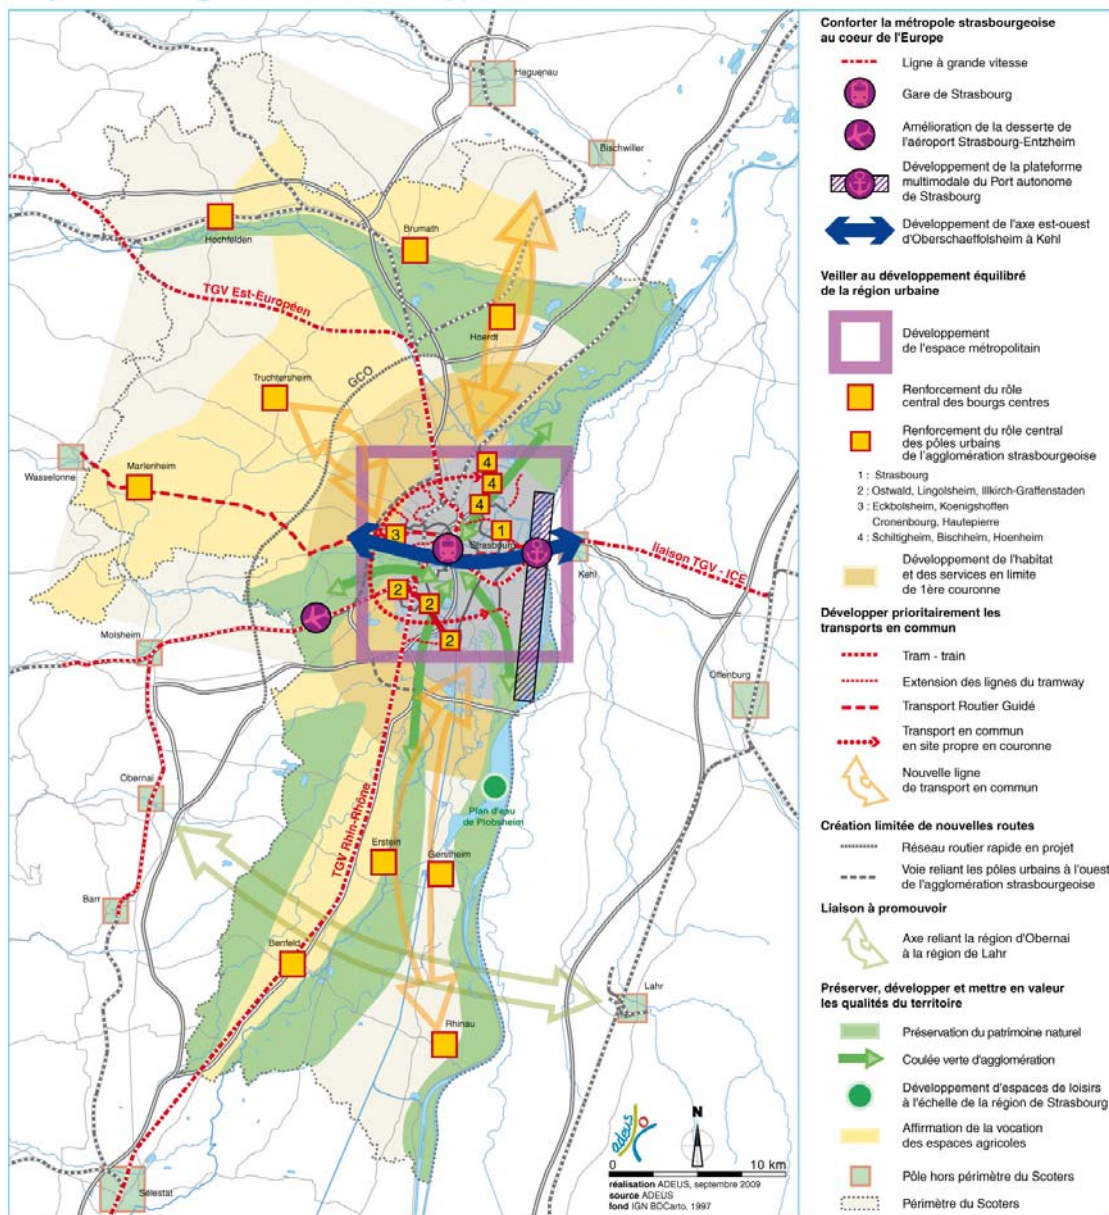 Haguenau
Bischwiller
Hochfelden
Brumath
TGV Est-Européen
Hoerdt
GCO
Truchtersheim
Wasselonne
Marlenheim
4
4
4
3
1
Strasbourg
Kehl
liaison TGV - ICE
2
2
2
Molsheim
Offenburg
Obernai
Plan d'eau
de Plobsheim
TGV Rhin-Rhône
Erstein
Gerstheim
Barr
Benfeld
Lahr
Rhinau
Sélestat
adeus
N
0 10 km
réalisation ADEUS, septembre 2009
source ADEUS
fond IGN BDCarto, 1997
Conforter la métropole strasbourgeoise
au coeur de l'Europe
Ligne à grande vitesse
Gare de Strasbourg
Amélioration de la desserte de
l'aéroport Strasbourg-Entzheim
Développement de la plateforme
multimodale du Port autonome
de Strasbourg
Développement de l'axe est-ouest
d'Oberschaeffolsheim à Kehl
Veiller au développement équilibré
de la région urbaine
Développement
de l'espace métropolitain
Renforcement du rôle
central des bourgs centres
Renforcement du rôle central
des pôles urbains
de l'agglomération strasbourgeoise
1 : Strasbourg
2 : Ostwald, Lingolsheim, Illkirch-Graffenstaden
3 : Eckbolsheim, Koenigshoffen
Cronenbourg, Hautepierre
4 : Schiltigheim, Bischheim, Hoenheim
Développement de l'habitat
et des services en limite
de 1ère couronne
Développer prioritairement les
transports en commun
Tram - train
Extension des lignes du tramway
Transport Routier Guidé
Transport en commun
en site propre en couronne
Nouvelle ligne
de transport en commun
Création limitée de nouvelles routes
Réseau routier rapide en projet
Voie reliant les pôles urbains à l'ouest
de l'agglomération strasbourgeoise
Liaison à promouvoir
Axe reliant la région d'Obernai
à la région de Lahr
Préserver, développer et mettre en valeur
les qualités du territoire
Préservation du patrimoine naturel
Coulée verte d'agglomération
Développement d'espaces de loisirs
à l'échelle de la région de Strasbourg
Affirmation de la vocation
des espaces agricoles
Pôle hors périmètre du Scoters
Périmètre du Scoters